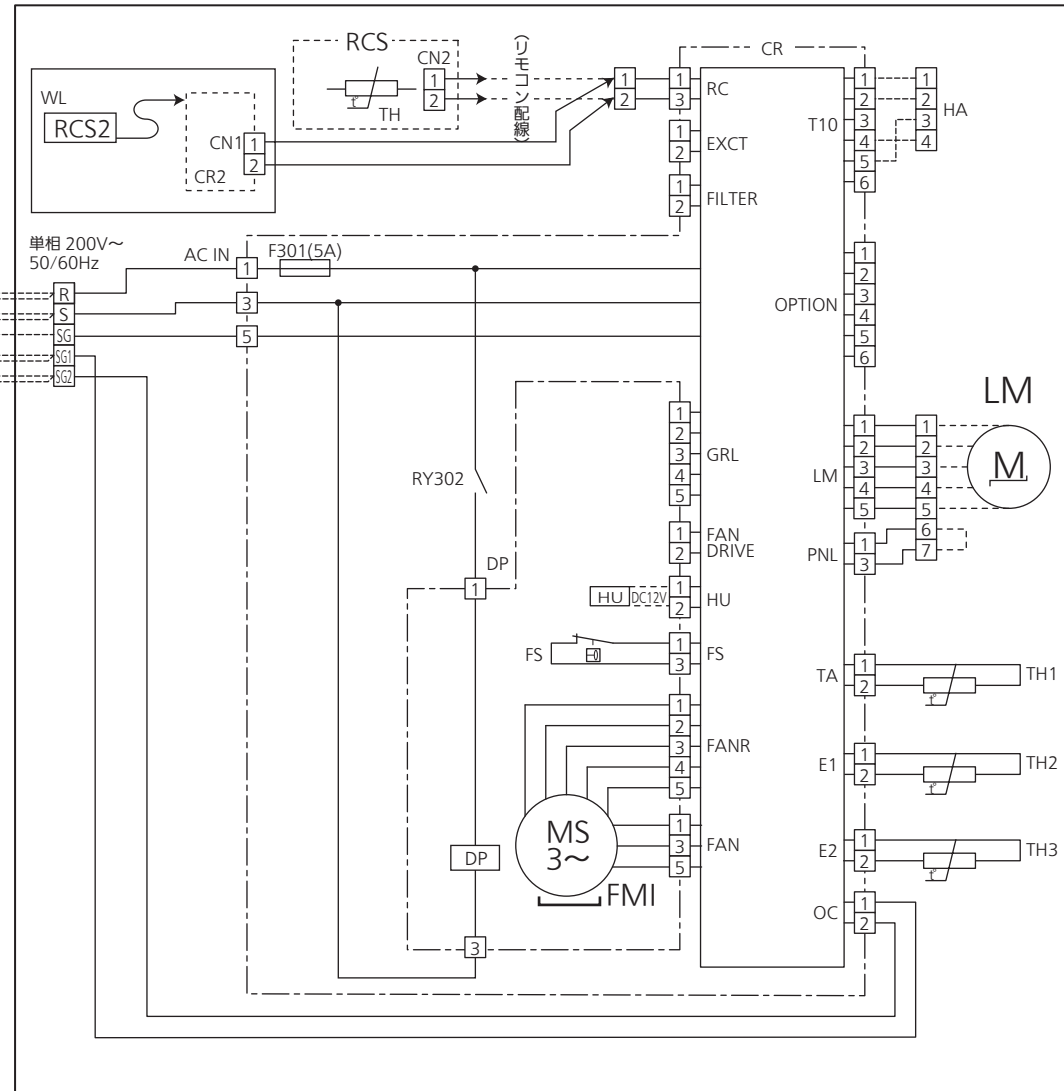 RCS
CN2
1
2
TH
t°
(リモコン配線)
1
2
WL
RCS2
CN1
1
2
CR2
CR
1
3
RC
1
2
EXCT
1
2
FILTER
1
2
3
4
5
6
T10
1
2
3
4
HA
単相 200V～
50/60Hz
AC IN
1
3
5
F301(5A)
R
S
SG
SG1
SG2
OPTION
1
2
3
4
5
6
RY302
DP
1
DP
3
1
2
3
4
5
GRL
1
2
FAN
DRIVE
HU
DC12V
1
2
HU
FS
1
3
FS
1
2
3
4
5
FANR
1
3
5
FAN
MS
3～
FMI
LM
LM
1
2
3
4
5
1
2
3
4
5
6
7
M
PNL
1
3
TA
1
2
t°
TH1
E1
1
2
t°
TH2
E2
1
2
t°
TH3
OC
1
2